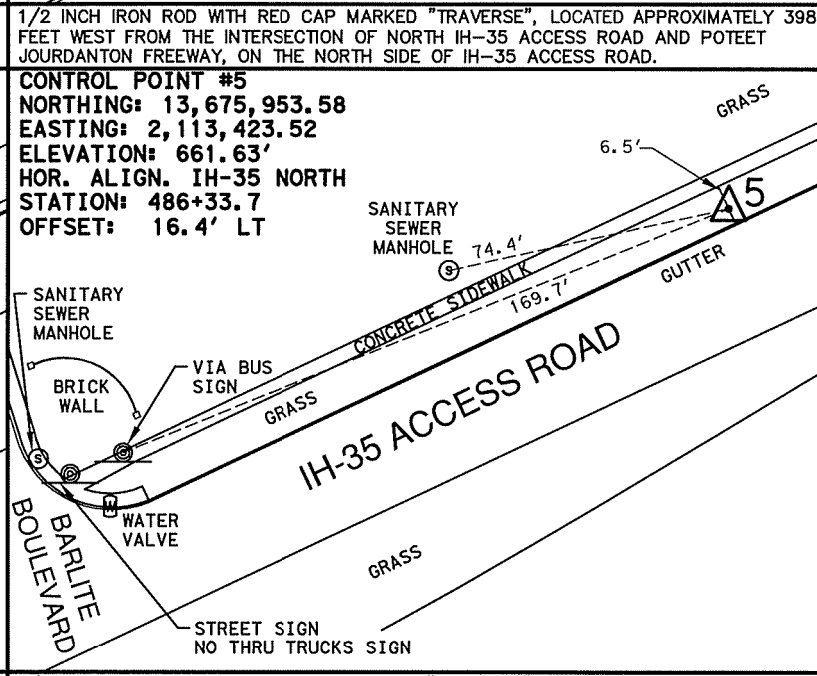 1/2 INCH IRON ROD WITH RED CAP MARKED "TRAVERSE", LOCATED APPROXIMATELY 398
FEET WEST FROM THE INTERSECTION OF NORTH IH-35 ACCESS ROAD AND POTEET
JOURDANTON FREEWAY, ON THE NORTH SIDE OF IH-35 ACCESS ROAD.
CONTROL POINT #5
NORTHING: 13,675,953.58
EASTING: 2,113,423.52
ELEVATION: 661.63'
HOR. ALIGN. IH-35 NORTH
STATION: 486+33.7
OFFSET: 16.4' LT
GRASS
6.5'
5
SANITARY
SEWER
MANHOLE
S
74.4'
CONCRETE SIDEWALK
169.7'
GUTTER
SANITARY
SEWER
MANHOLE
BRICK
WALL
VIA BUS
SIGN
GRASS
IH-35 ACCESS ROAD
S
W
WATER
VALVE
BARLITE
BOULEVARD
GRASS
STREET SIGN
NO THRU TRUCKS SIGN